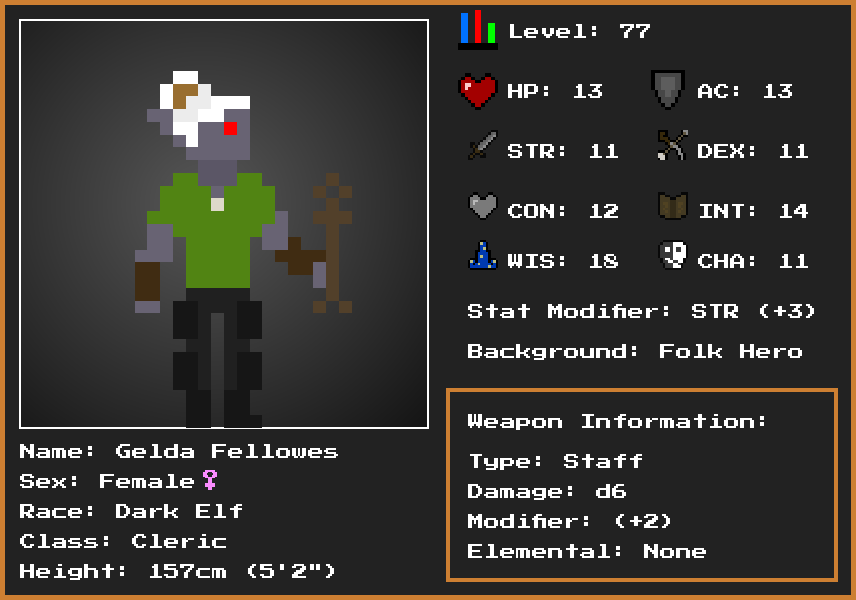 Level: 77
HP: 13 AC: 13
STR: 11 DEX: 11
CON: 12 INT: 14
WIS: 18 CHA: 11
Stat Modifier: STR (+3)
Background: Folk Hero
Weapon Information:
Type: Staff
Damage: d6
Modifier: (+2)
Elemental: None
Name: Gelda Fellowes
Sex: Female♀
Race: Dark Elf
Class: Cleric
Height: 157cm (5'2")